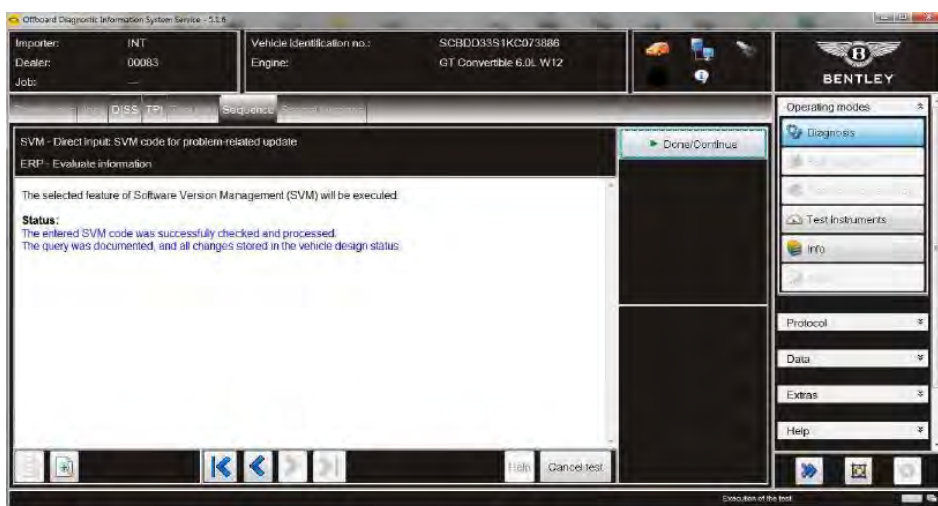 Offboard Diagnostic Information System Service - 5.1.6
Importer: INT
Dealer: 00083
Job: ---
Vehicle identification no.: SCBDD33S1KC073886
Engine: GT Convertible 6.0L W12
B
BENTLEY
DISS TPI Sequence
SVM - Direct input: SVM code for problem-related update
ERP - Evaluate information
Done/Continue
The selected feature of Software Version Management (SVM) will be executed.
Status:
The entered SVM code was successfully checked and processed.
The query was documented, and all changes stored in the vehicle design status.
Operating modes
Diagnosis
Test instruments
Info
Protocol
Data
Extras
Help
Help
Cancel test
Execution of the test